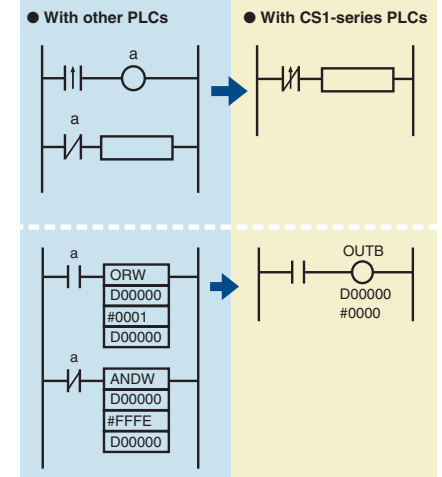 ● With other PLCs
● With CS1-series PLCs
a
a
a
ORW
D00000
#0001
D00000
a
ANDW
D00000
#FFFE
D00000
OUTB
D00000
#0000